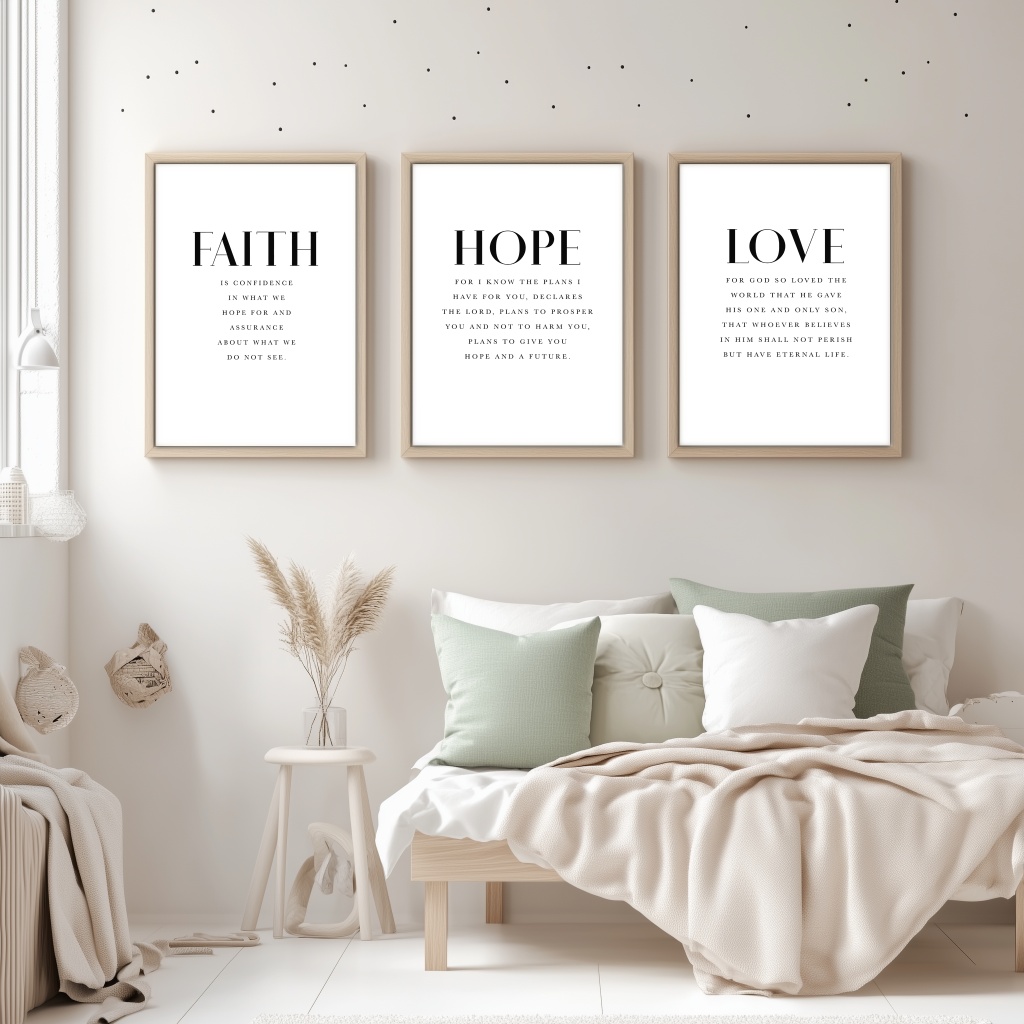 FAITH
IS CONFIDENCE
IN WHAT WE
HOPE FOR AND
ASSURANCE
ABOUT WHAT WE
DO NOT SEE.
HOPE
FOR I KNOW THE PLANS I
HAVE FOR YOU, DECLARES
THE LORD, PLANS TO PROSPER
YOU AND NOT TO HARM YOU,
PLANS TO GIVE YOU
HOPE AND A FUTURE.
LOVE
FOR GOD SO LOVED THE
WORLD THAT HE GAVE
HIS ONE AND ONLY SON,
THAT WHOEVER BELIEVES
IN HIM SHALL NOT PERISH
BUT HAVE ETERNAL LIFE.